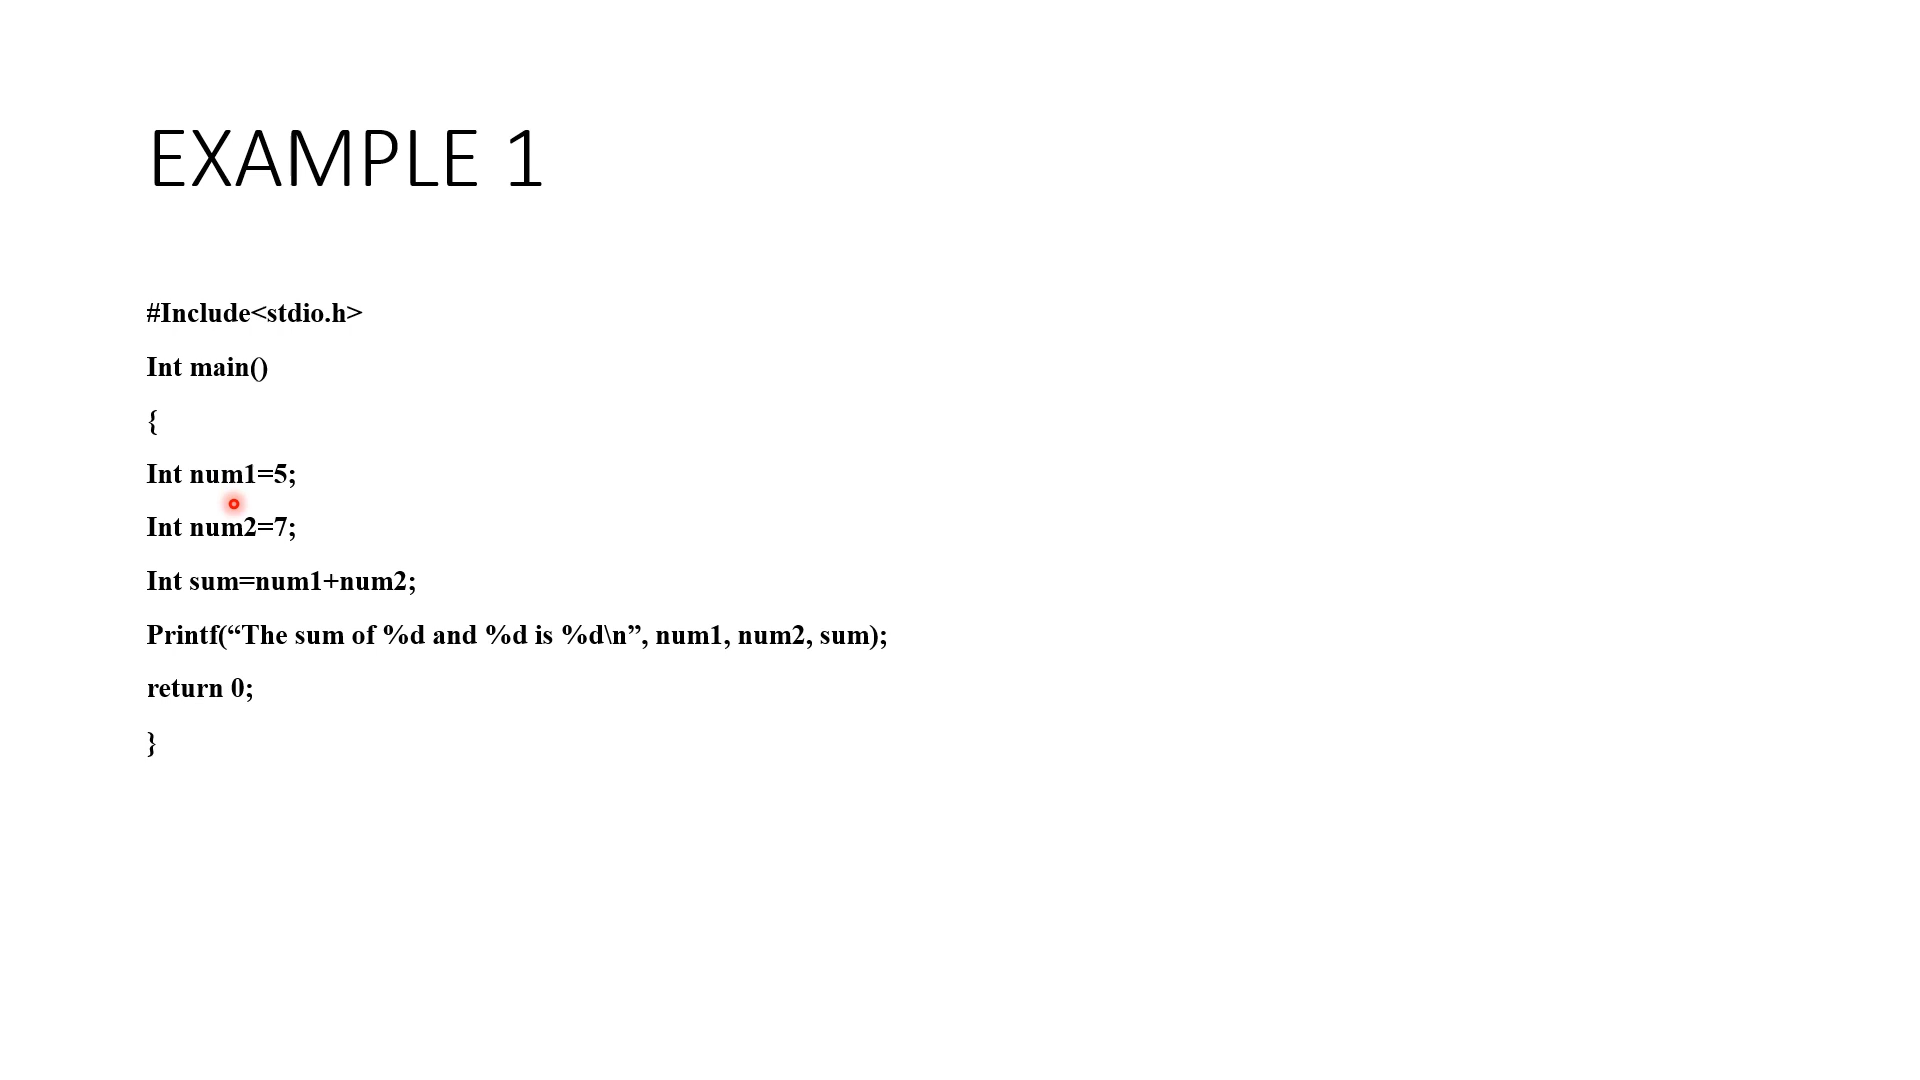 EXAMPLE 1
#Include<stdio.h>
Int main()
{
Int num1=5;
Int num2=7;
Int sum=num1+num2;
Printf(“The sum of %d and %d is %d\n”, num1, num2, sum);
return 0;
}